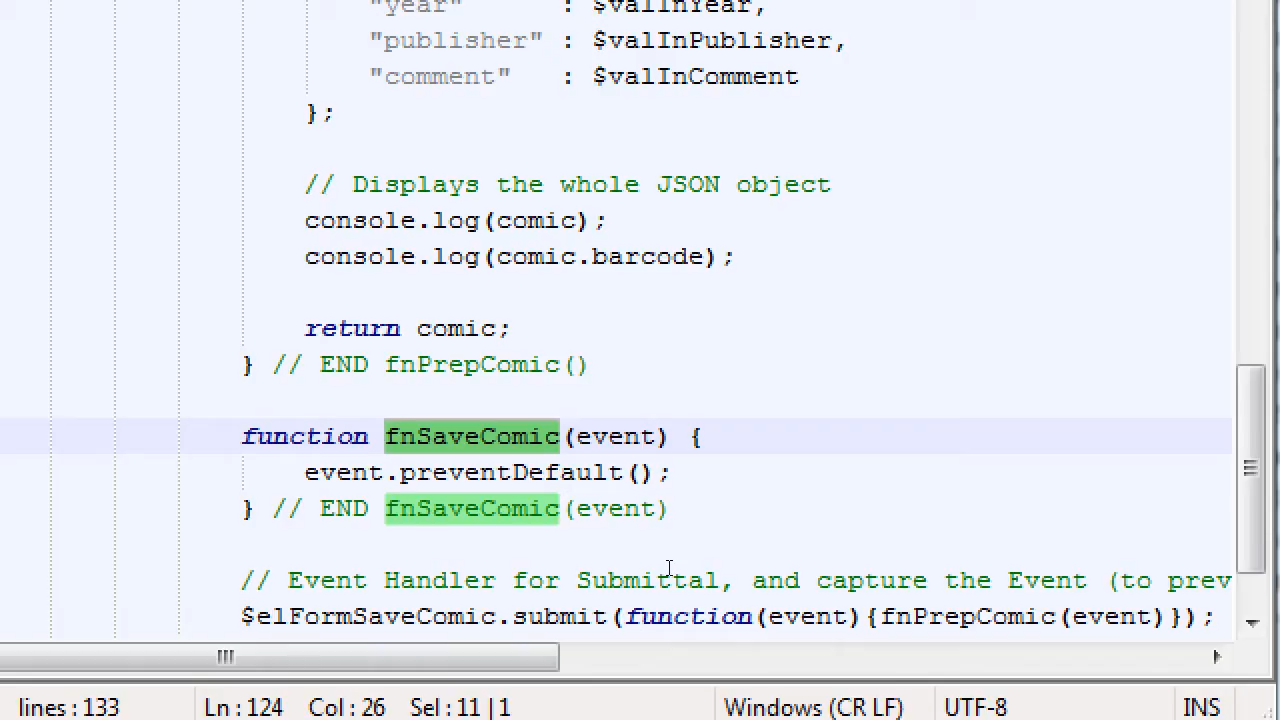 "year" : $valInYear,
"publisher" : $valInPublisher,
"comment" : $valInComment
};
// Displays the whole JSON object
console.log(comic);
console.log(comic.barcode);
return comic;
} // END fnPrepComic()
function fnSaveComic(event) {
event.preventDefault();
} // END fnSaveComic(event)
// Event Handler for Submittal, and capture the Event (to prev
$elFormSaveComic.submit(function(event){fnPrepComic(event)});
lines : 133 Ln : 124 Col : 26 Sel : 11 | 1 Windows (CR LF) UTF-8 INS